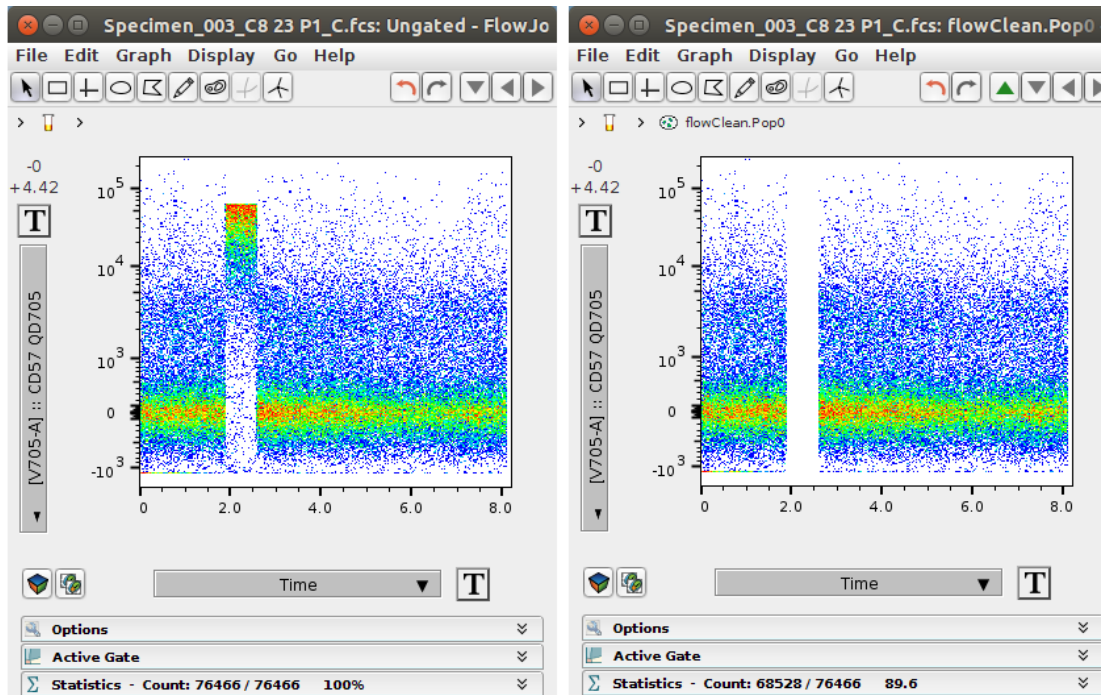 Specimen_003_C8 23 P1_C.fcs: Ungated - FlowJo
File Edit Graph Display Go Help
> >
-0
+4.42
T
[V705-A] :: CD57 QD705
10^5
10^4
10^3
0
-10^3
0 2.0 4.0 6.0 8.0
Time
T
Options
Active Gate
Σ Statistics - Count: 76466 / 76466 100%
Specimen_003_C8 23 P1_C.fcs: flowClean.Pop0
File Edit Graph Display Go Help
> > flowClean.Pop0
-0
+4.42
T
[V705-A] :: CD57 QD705
10^5
10^4
10^3
0
-10^3
0 2.0 4.0 6.0 8.0
Time
T
Options
Active Gate
Σ Statistics - Count: 68528 / 76466 89.6